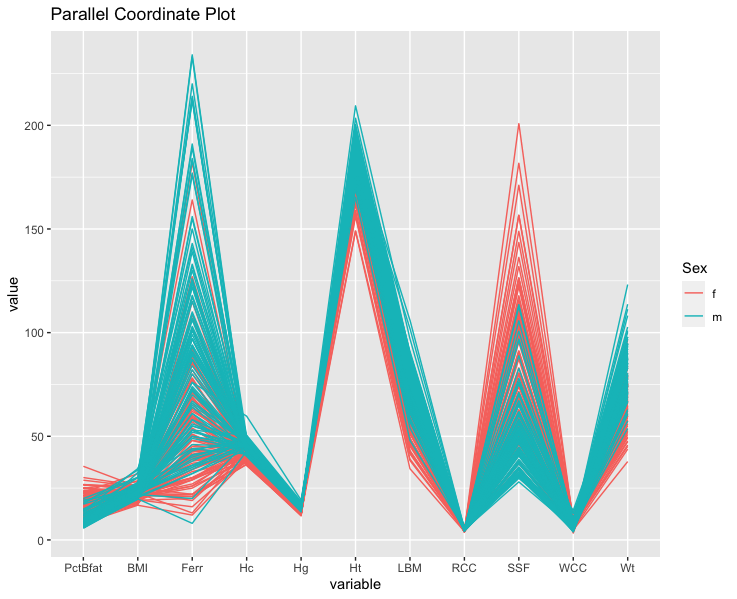 Parallel Coordinate Plot
200
150
100
50
0
value
PctBfat BMI Ferr Hc Hg Ht LBM RCC SSF WCC Wt
variable
Sex
f
m